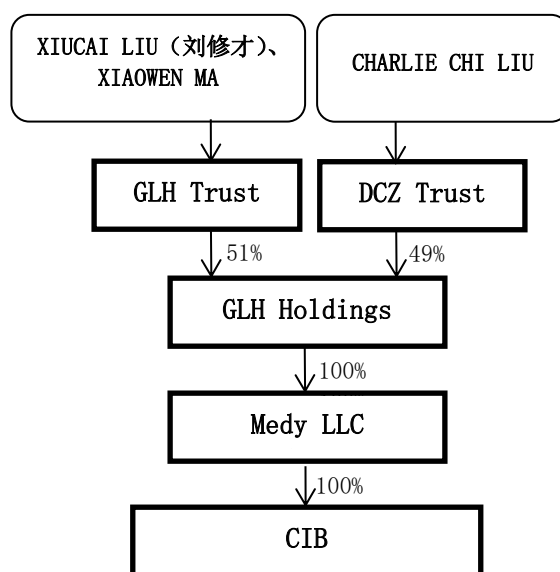 XIUCAI LIU（刘修才）、
XIAOWEN MA
CHARLIE CHI LIU
GLH Trust
DCZ Trust
51%
49%
GLH Holdings
100%
Medy LLC
100%
CIB